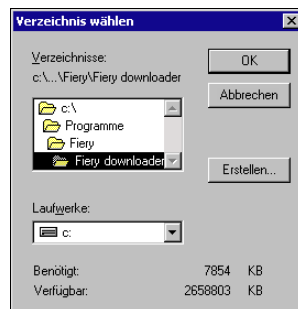 Verzeichnis wählen
Verzeichnisse:
c:\...\Fiery\Fiery downloader
OK
Abbrechen
c:\
Programme
Fiery
Fiery downloader
Erstellen...
Laufwerke:
c:
Benötigt: 7854 KB
Verfügbar: 2658803 KB